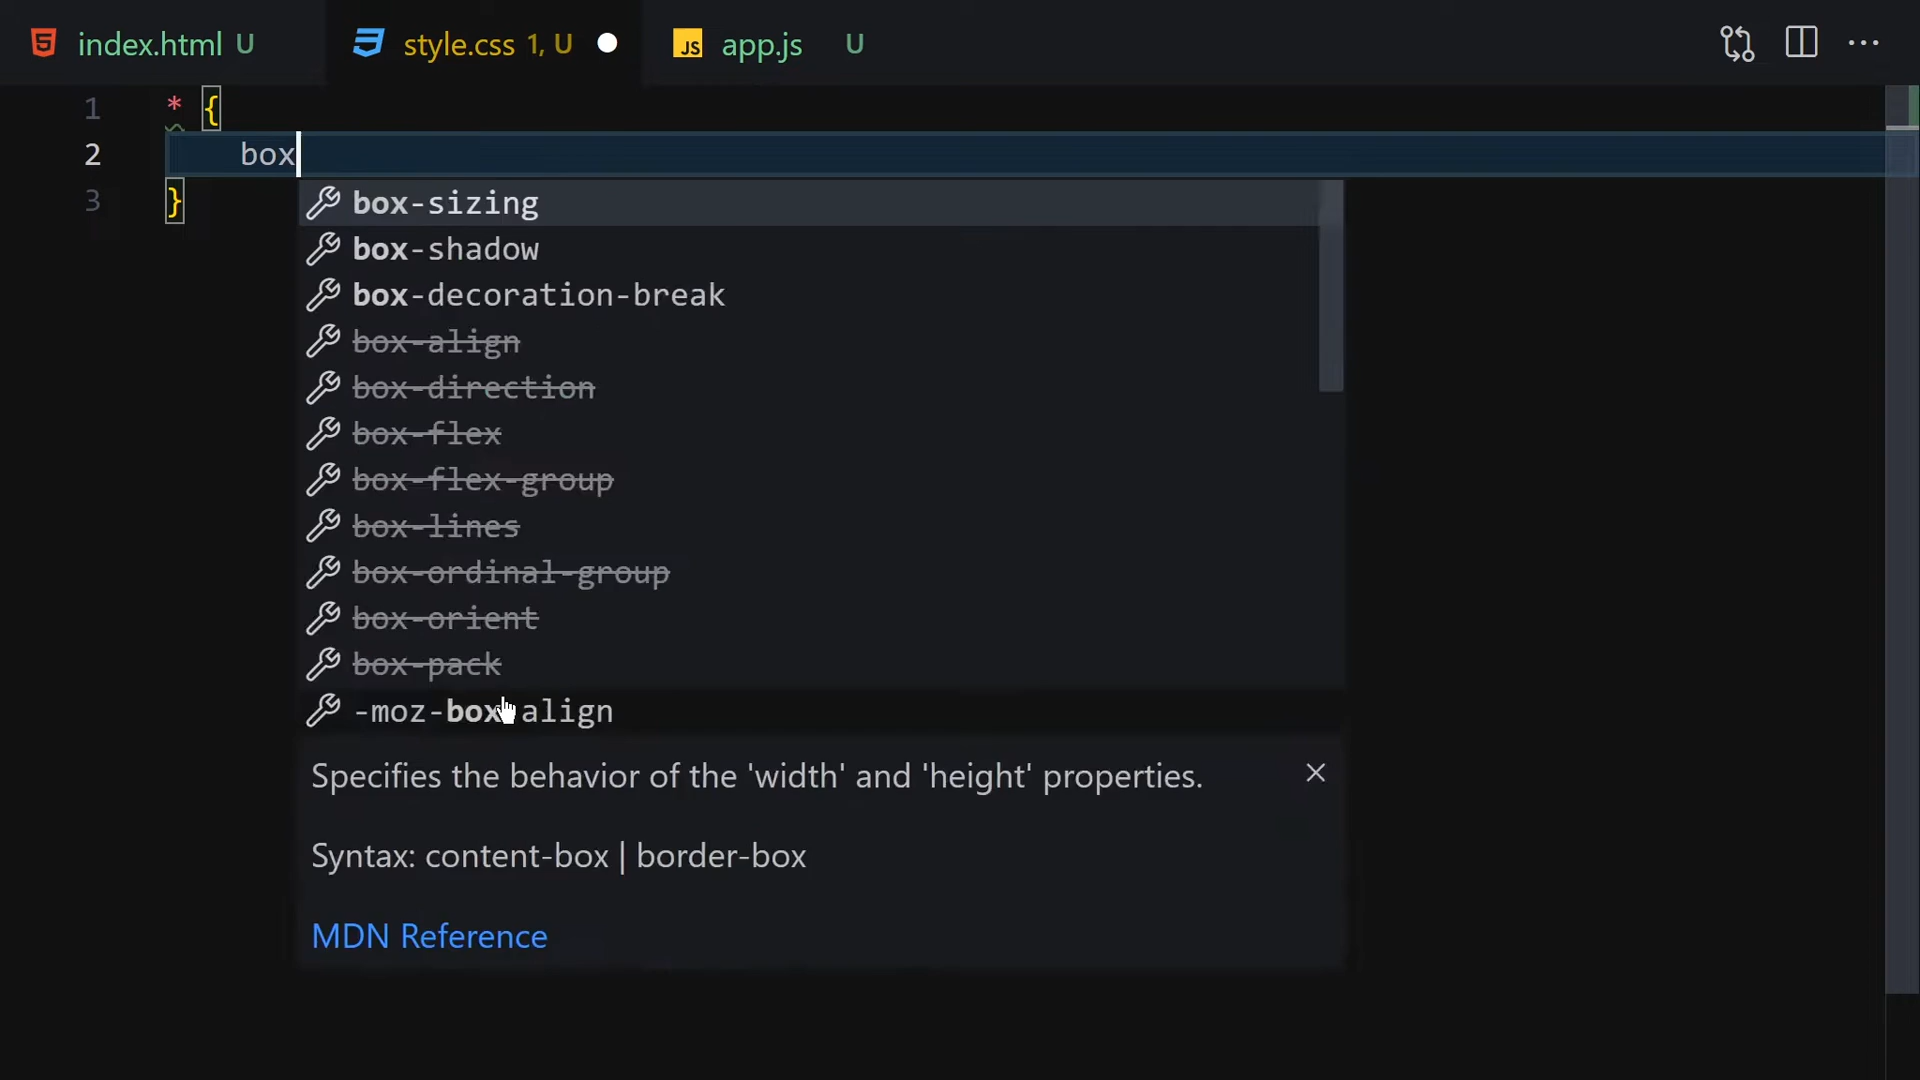 index.html U style.css 1, U JS app.js U
1 * {
2 box
3 }
box-sizing
box-shadow
box-decoration-break
box-align
box-direction
box-flex
box-flex-group
box-lines
box-ordinal-group
box-orient
box-pack
-moz-box-align
Specifies the behavior of the 'width' and 'height' properties.
Syntax: content-box | border-box
MDN Reference